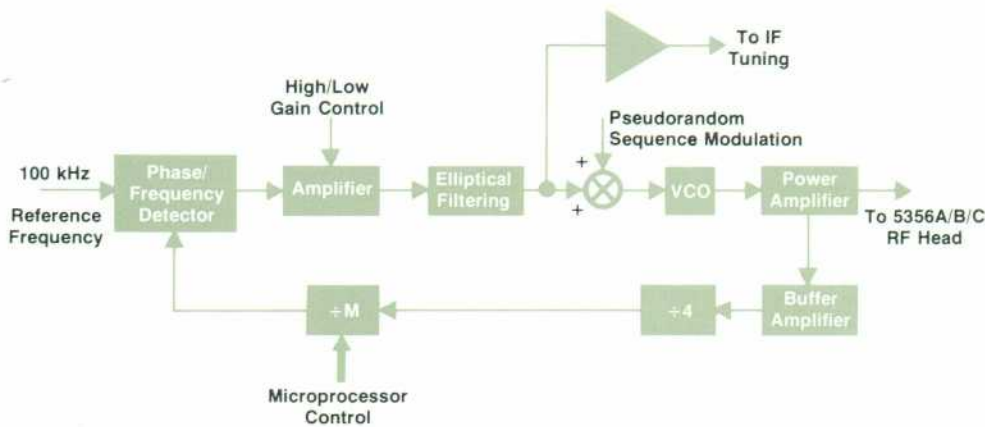 To IF
Tuning
High/Low
Gain Control
Pseudorandom
Sequence Modulation
100 kHz
Reference
Frequency
Phase/
Frequency
Detector
Amplifier
Elliptical
Filtering
+
+
VCO
Power
Amplifier
To 5356A/B/C
RF Head
÷M
÷4
Buffer
Amplifier
Microprocessor
Control